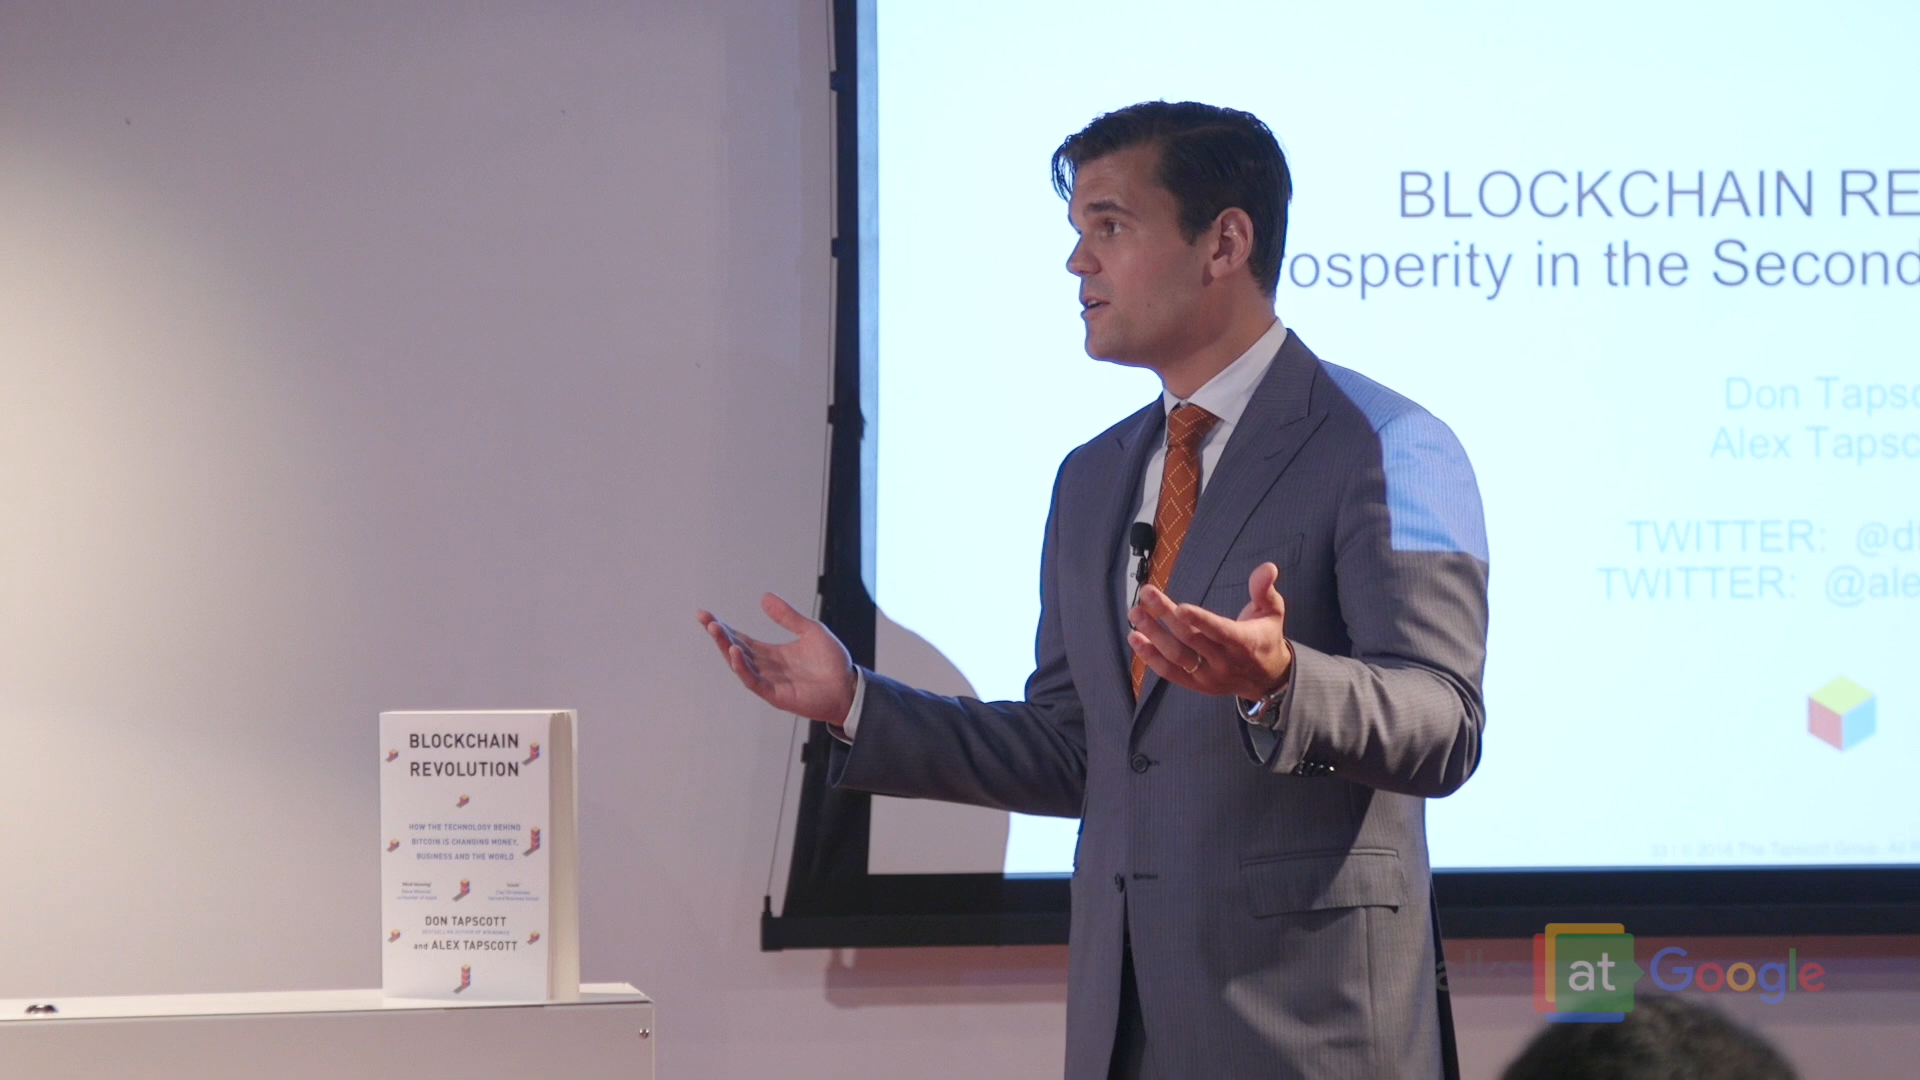 BLOCKCHAIN RE
osperity in the Second
Don Tapsc
Alex Tapsc
TWITTER: @d
TWITTER: @ale
BLOCKCHAIN
REVOLUTION
HOW THE TECHNOLOGY BEHIND
BITCOIN IS CHANGING MONEY,
BUSINESS AND THE WORLD
DON TAPSCOTT
and ALEX TAPSCOTT
at Google